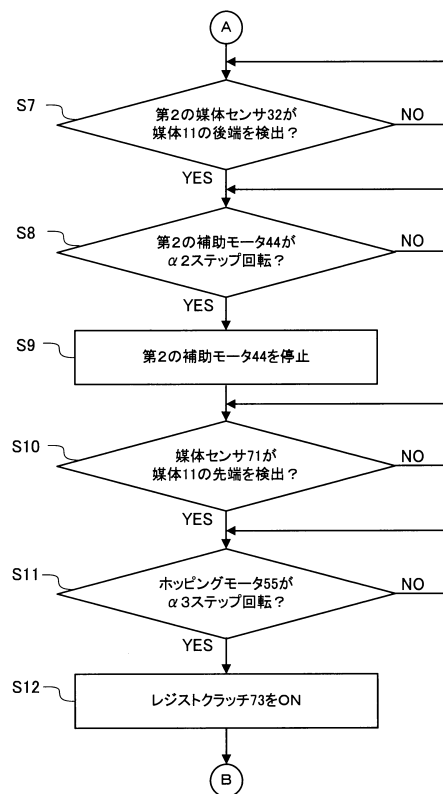 A
S7
第2の媒体センサ32が
媒体11の後端を検出？
NO
YES
S8
第2の補助モータ44が
α2ステップ回転？
NO
YES
S9
第2の補助モータ44を停止
S10
媒体センサ71が
媒体11の先端を検出？
NO
YES
S11
ホッピングモータ55が
α3ステップ回転？
NO
YES
S12
レジストクラッチ73をON
B